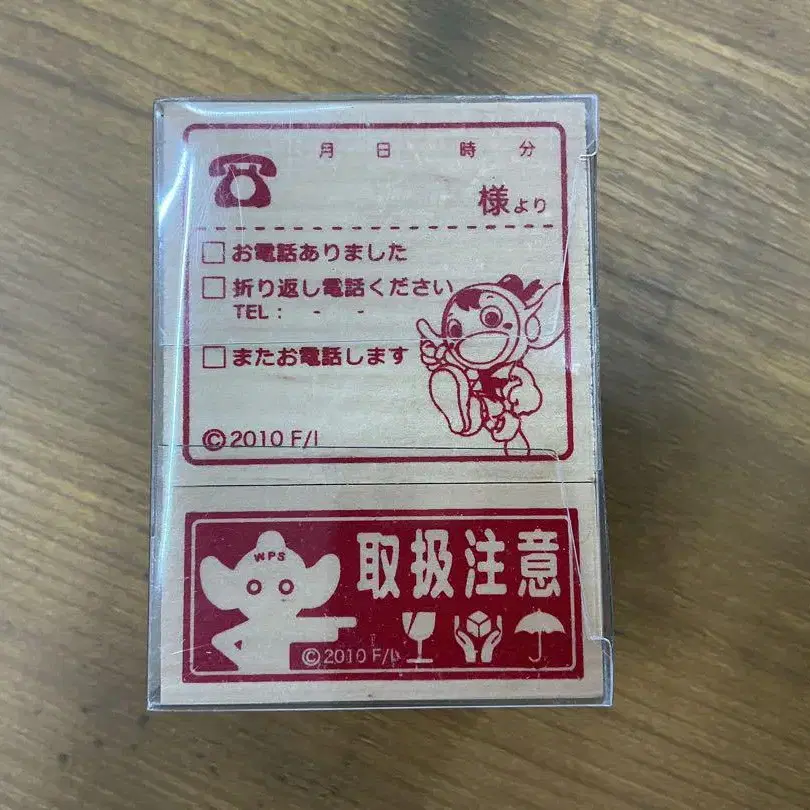 月 日 時 分
様より
お電話ありました
折り返し電話ください
TEL： - -
またお電話します
©2010 F/I
WPS
取扱注意
©2010 F/I